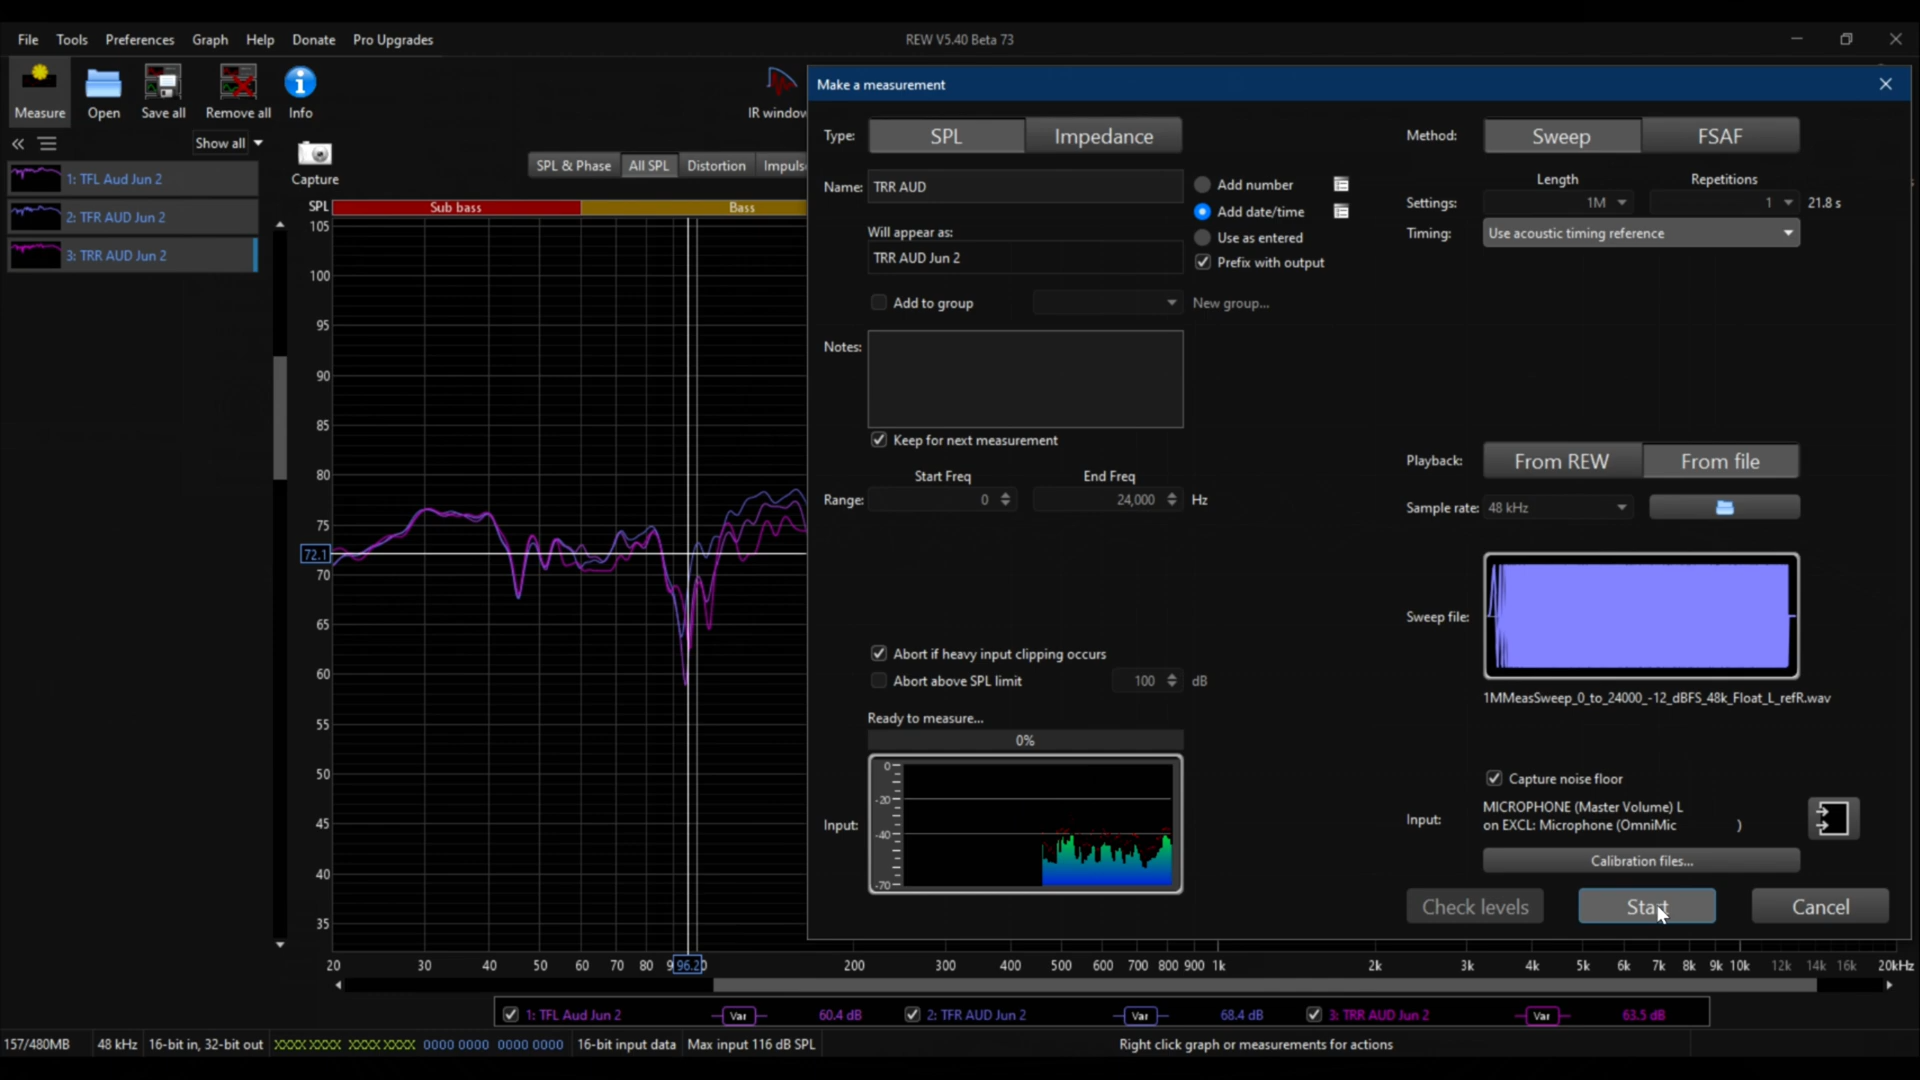 File Tools Preferences Graph Help Donate Pro Upgrades
REW V5.40 Beta 73
Measure Open Save all Remove all Info
IR window
Show all
Capture
1: TFL Aud Jun 2
2: TFR AUD Jun 2
3: TRR AUD Jun 2
SPL & Phase All SPL Distortion Impuls
SPL Sub bass Bass
105
100
95
90
85
80
75
72.1
70
65
60
55
50
45
40
35
20 30 40 50 60 70 80 96.2 200 300 400 500 600 700 800 900 1k 2k 3k 4k 5k 6k 7k 8k 9k 10k 12k 14k 16k 20kHz
Make a measurement
Type: SPL Impedance
Name: TRR AUD
Will appear as:
TRR AUD Jun 2
Add number
Add date/time
Use as entered
Prefix with output
Add to group New group...
Notes:
Keep for next measurement
Start Freq End Freq
Range: 0 24,000 Hz
Abort if heavy input clipping occurs
Abort above SPL limit 100 dB
Ready to measure...
0%
Input:
0
-20
-40
-70
Method: Sweep FSAF
Length Repetitions
Settings: 1M 1 21.8 s
Timing: Use acoustic timing reference
Playback: From REW From file
Sample rate: 48 kHz
Sweep file:
1MMeasSweep_0_to_24000_-12_dBFS_48k_Float_L_refR.wav
Capture noise floor
Input: MICROPHONE (Master Volume) L
on EXCL: Microphone (OmniMic )
Calibration files...
Check levels Start Cancel
1: TFL Aud Jun 2 Var 60.4 dB 2: TFR AUD Jun 2 Var 68.4 dB 3: TRR AUD Jun 2 Var 63.5 dB
157/480MB 48 kHz 16-bit in, 32-bit out XXXX XXXX XXXX XXXX 0000 0000 0000 0000 16-bit input data Max input 116 dB SPL Right click graph or measurements for actions